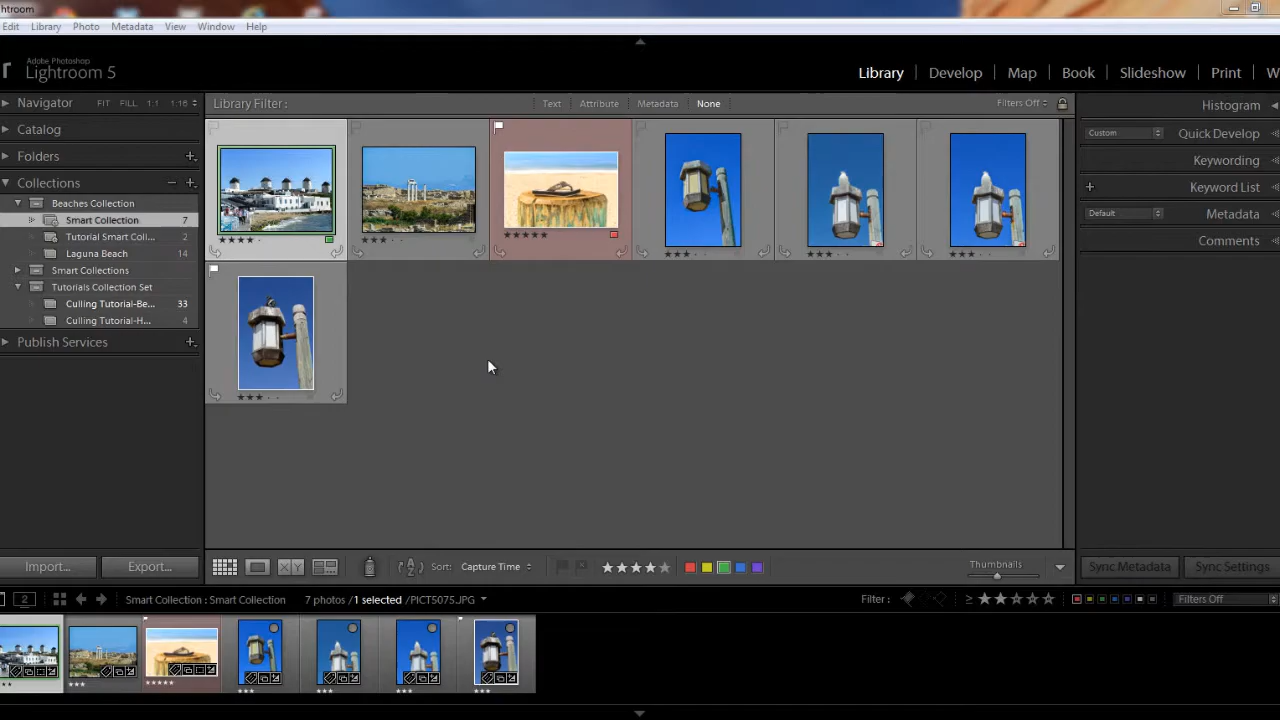 htroom
Edit Library Photo Metadata View Window Help
Adobe Photoshop
r Lightroom 5
Library Develop Map Book Slideshow Print W
Navigator FIT FILL 1:1 1:16
Library Filter : Text Attribute Metadata None Filters Off
Histogram
Catalog
Custom Quick Develop
Folders
Keywording
Collections
Keyword List
Beaches Collection
Default Metadata
Smart Collection 7
Tutorial Smart Coll... 2
Comments
Laguna Beach 14
Smart Collections
Tutorials Collection Set
Culling Tutorial-Be... 33
Culling Tutorial-H... 4
Publish Services
Import... Export...
Sort: Capture Time
Thumbnails
Sync Metadata Sync Settings
2 Smart Collection : Smart Collection 7 photos / 1 selected / PICT5075.JPG Filter : ≥ Filters Off